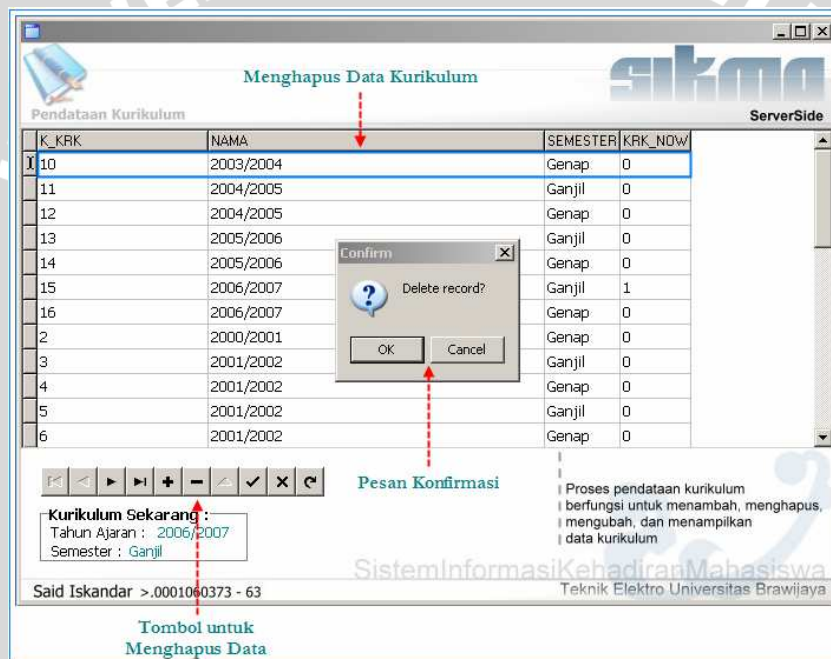 Menghapus Data Kurikulum
sikma
Pendataan Kurikulum
ServerSide
K_KRK NAMA SEMESTER KRK_NOW
10 2003/2004 Genap 0
11 2004/2005 Ganjil 0
12 2004/2005 Genap 0
13 2005/2006 Ganjil 0
14 2005/2006 Genap 0
15 2006/2007 Ganjil 1
16 2006/2007 Genap 0
2 2000/2001 Genap 0
3 2001/2002 Ganjil 0
4 2001/2002 Genap 0
5 2001/2002 Ganjil 0
6 2001/2002 Genap 0
Confirm
Delete record?
OK Cancel
Pesan Konfirmasi
Proses pendataan kurikulum
berfungsi untuk menambah, menghapus,
mengubah, dan menampilkan
data kurikulum
Kurikulum Sekarang :
Tahun Ajaran : 2006/2007
Semester : Ganjil
SistemInformasiKehadiranMahasiswa
Said Iskandar >.0001060373 - 63
Teknik Elektro Universitas Brawijaya
Tombol untuk
Menghapus Data